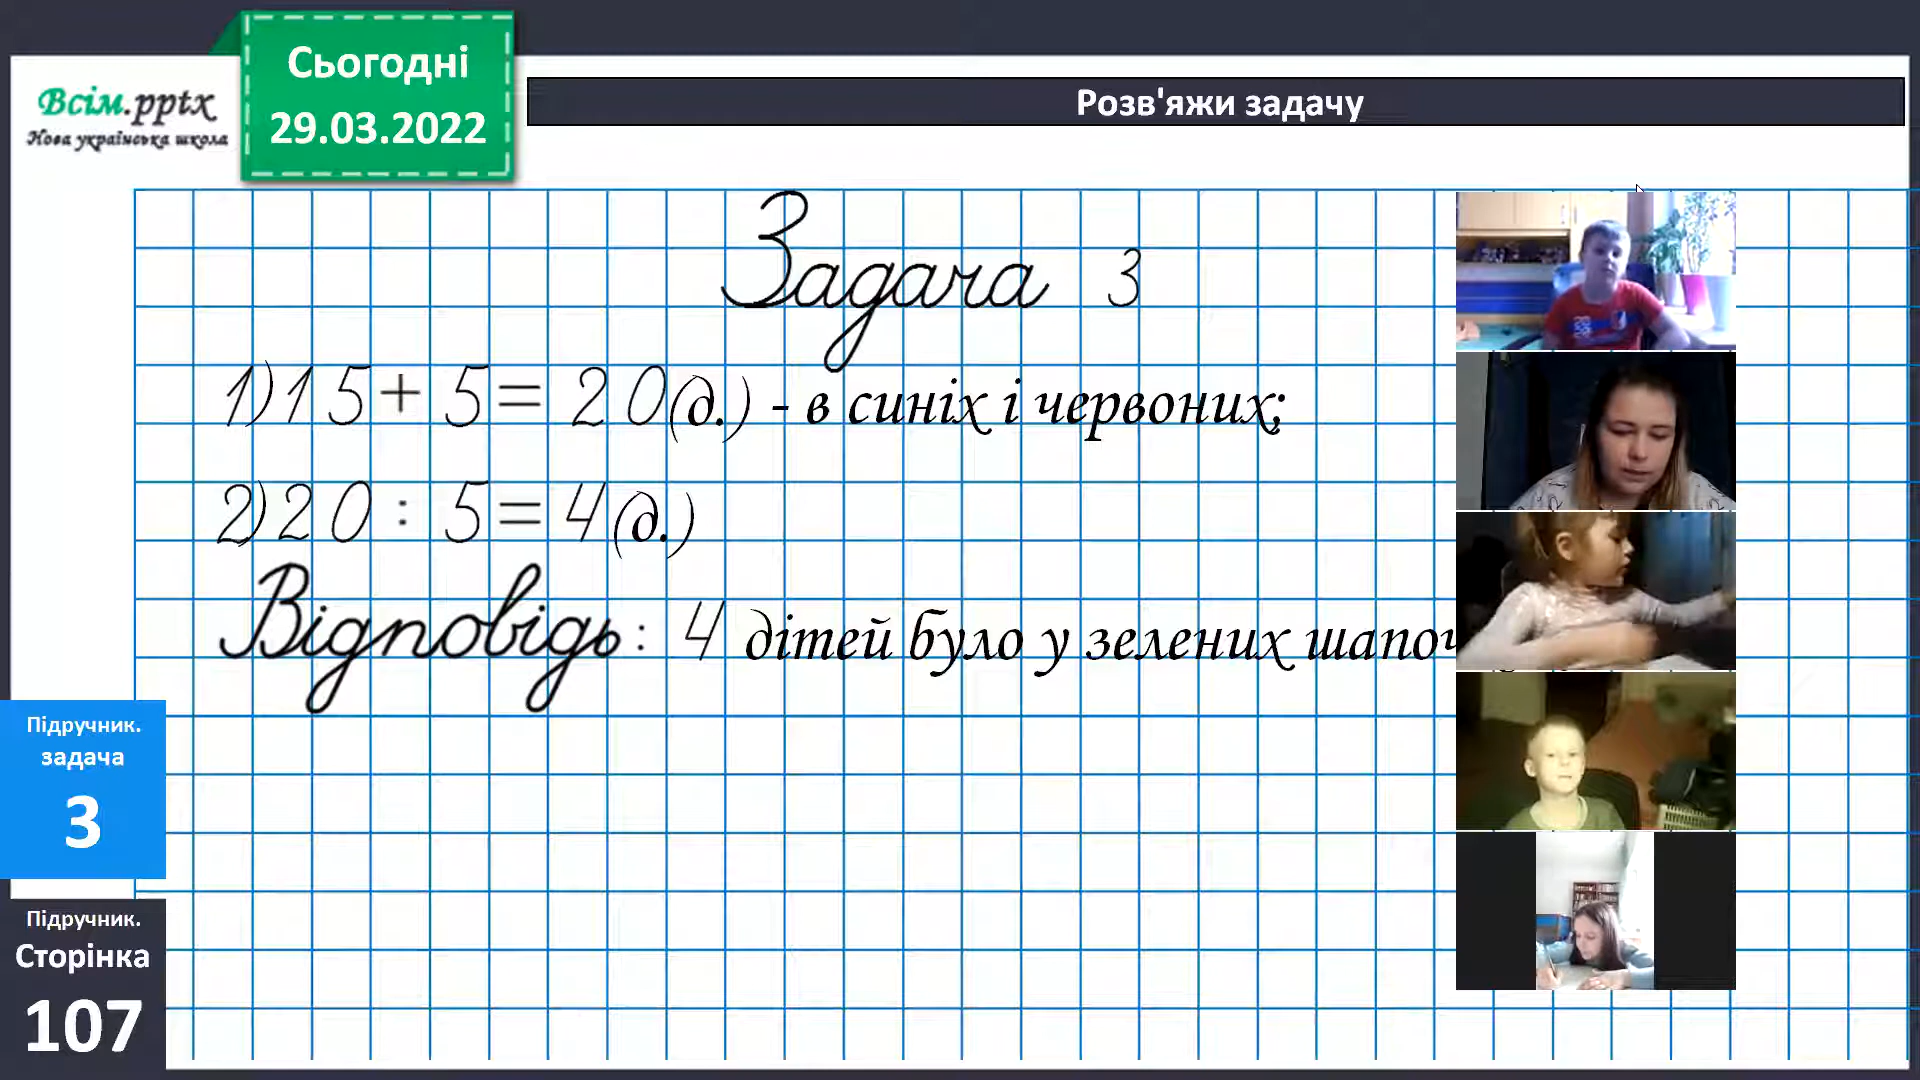 Сьогодні
29.03.2022
Всім.pptx
Нова українська школа
Розв'яжи задачу
Задача 3
1)15+ 5= 20(д.) - в синіх і червоних;
2)20 : 5=4(д.)
Відповідь: 4 дітей було у зелених
Підручник.
задача
3
Підручник.
Сторінка
107